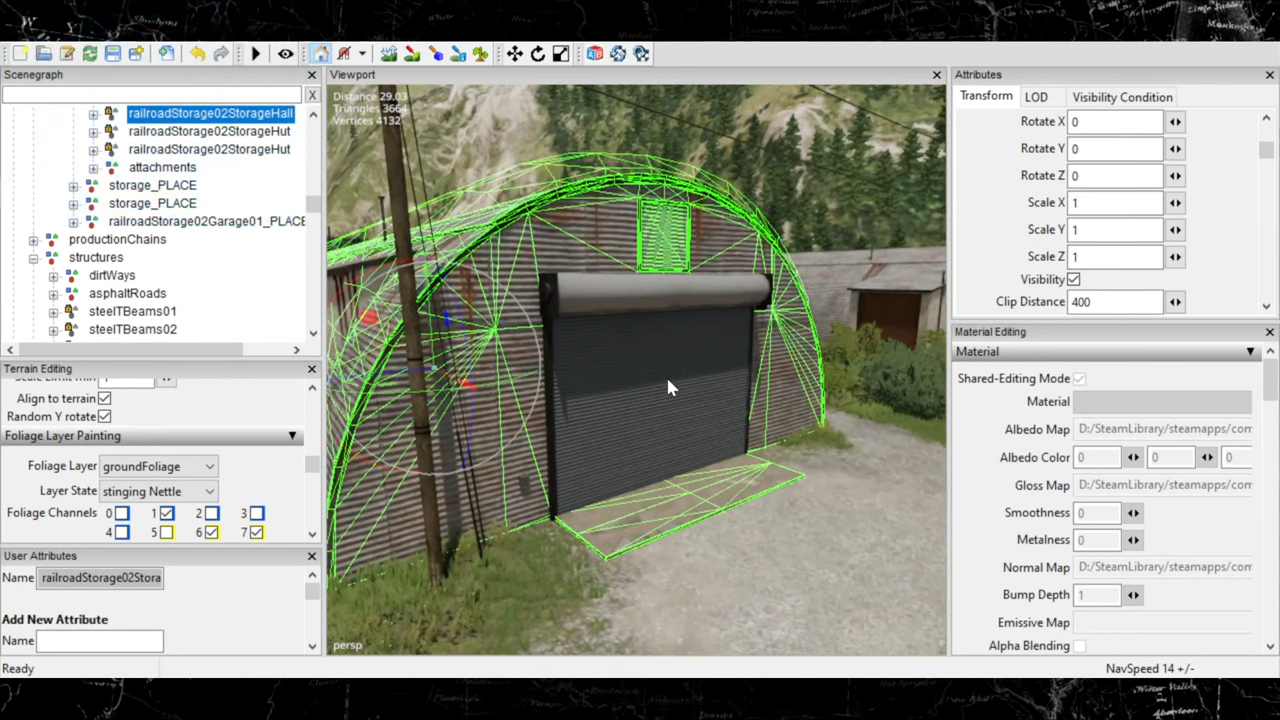 Scenegraph
X
railroadStorage02StorageHall
railroadStorage02StorageHut
railroadStorage02StorageHut
attachments
storage_PLACE
storage_PLACE
railroadStorage02Garage01_PLACE
productionChains
structures
dirtWays
asphaltRoads
steelTBeams01
steelTBeams02
Terrain Editing
Align to terrain
Random Y rotate
Foliage Layer Painting
Foliage Layer groundFoliage
Layer State stinging Nettle
Foliage Channels 0 1 2 3
4 5 6 7
User Attributes
Name railroadStorage02Stora
Add New Attribute
Name
Ready
Viewport
Distance 29.03
Triangles 3664
Vertices 4132
persp
Attributes
Transform LOD Visibility Condition
Rotate X 0
Rotate Y 0
Rotate Z 0
Scale X 1
Scale Y 1
Scale Z 1
Visibility
Clip Distance 400
Material Editing
Material
Shared-Editing Mode
Material
Albedo Map D:/SteamLibrary/steamapps/com
Albedo Color 0 0 0
Gloss Map D:/SteamLibrary/steamapps/com
Smoothness 0
Metalness 0
Normal Map D:/SteamLibrary/steamapps/com
Bump Depth 1
Emissive Map
Alpha Blending
NavSpeed 14 +/-